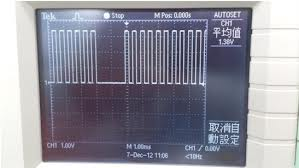 Tek
Stop
M Pos: 0.000s
AUTOSET
CH1
平均值
1.38V
取消自
動設定
CH1 1.00V
M 1.00ms
CH1 / 0.00V
7-Dec-12 11:06
<10Hz